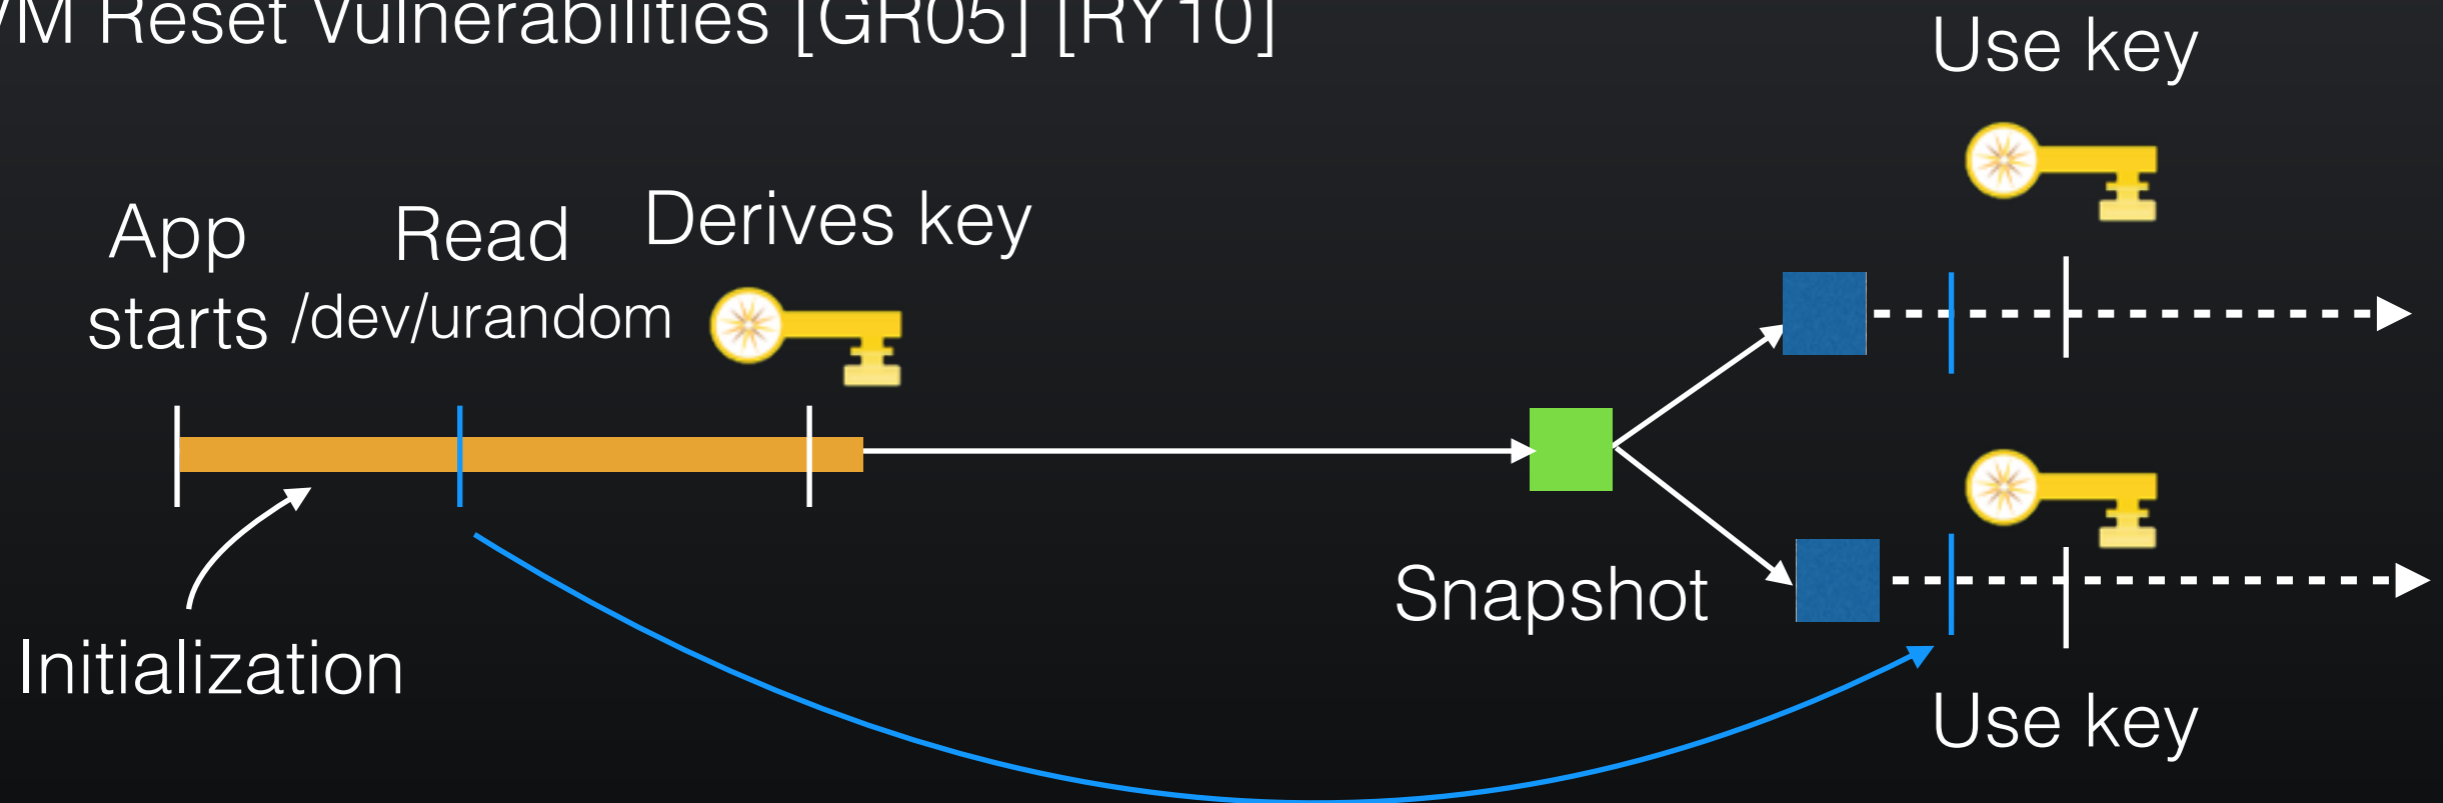 VM Reset Vulnerabilities [GR05] [RY10]
Use key
App
starts
Read
/dev/urandom
Derives key
Snapshot
Initialization
Use key